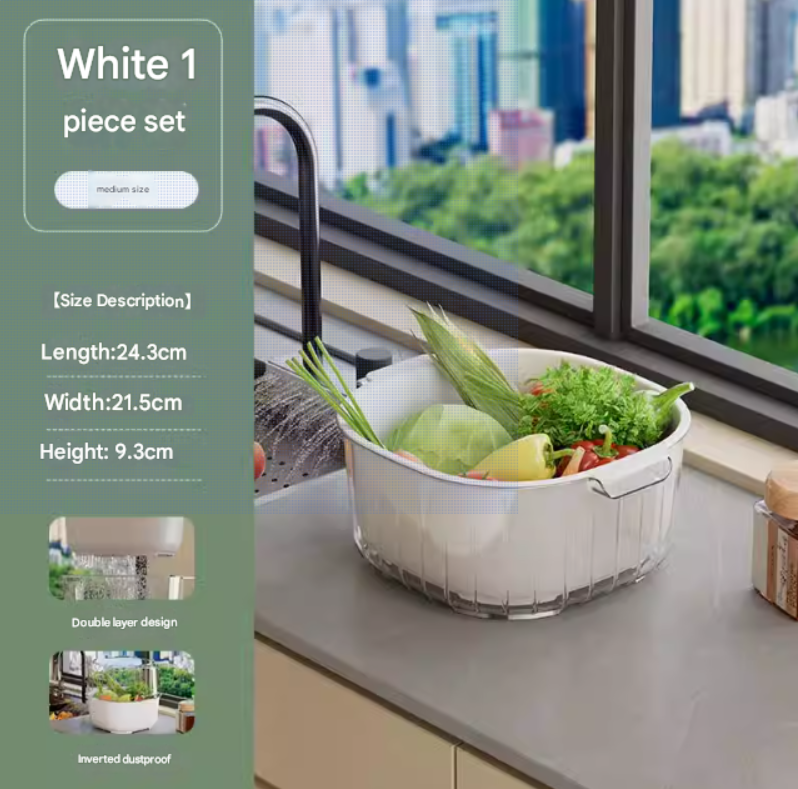 White 1
piece set
medium size
【Size Description】
Length:24.3cm
Width:21.5cm
Height: 9.3cm
Double layer design
Inverted dustproof